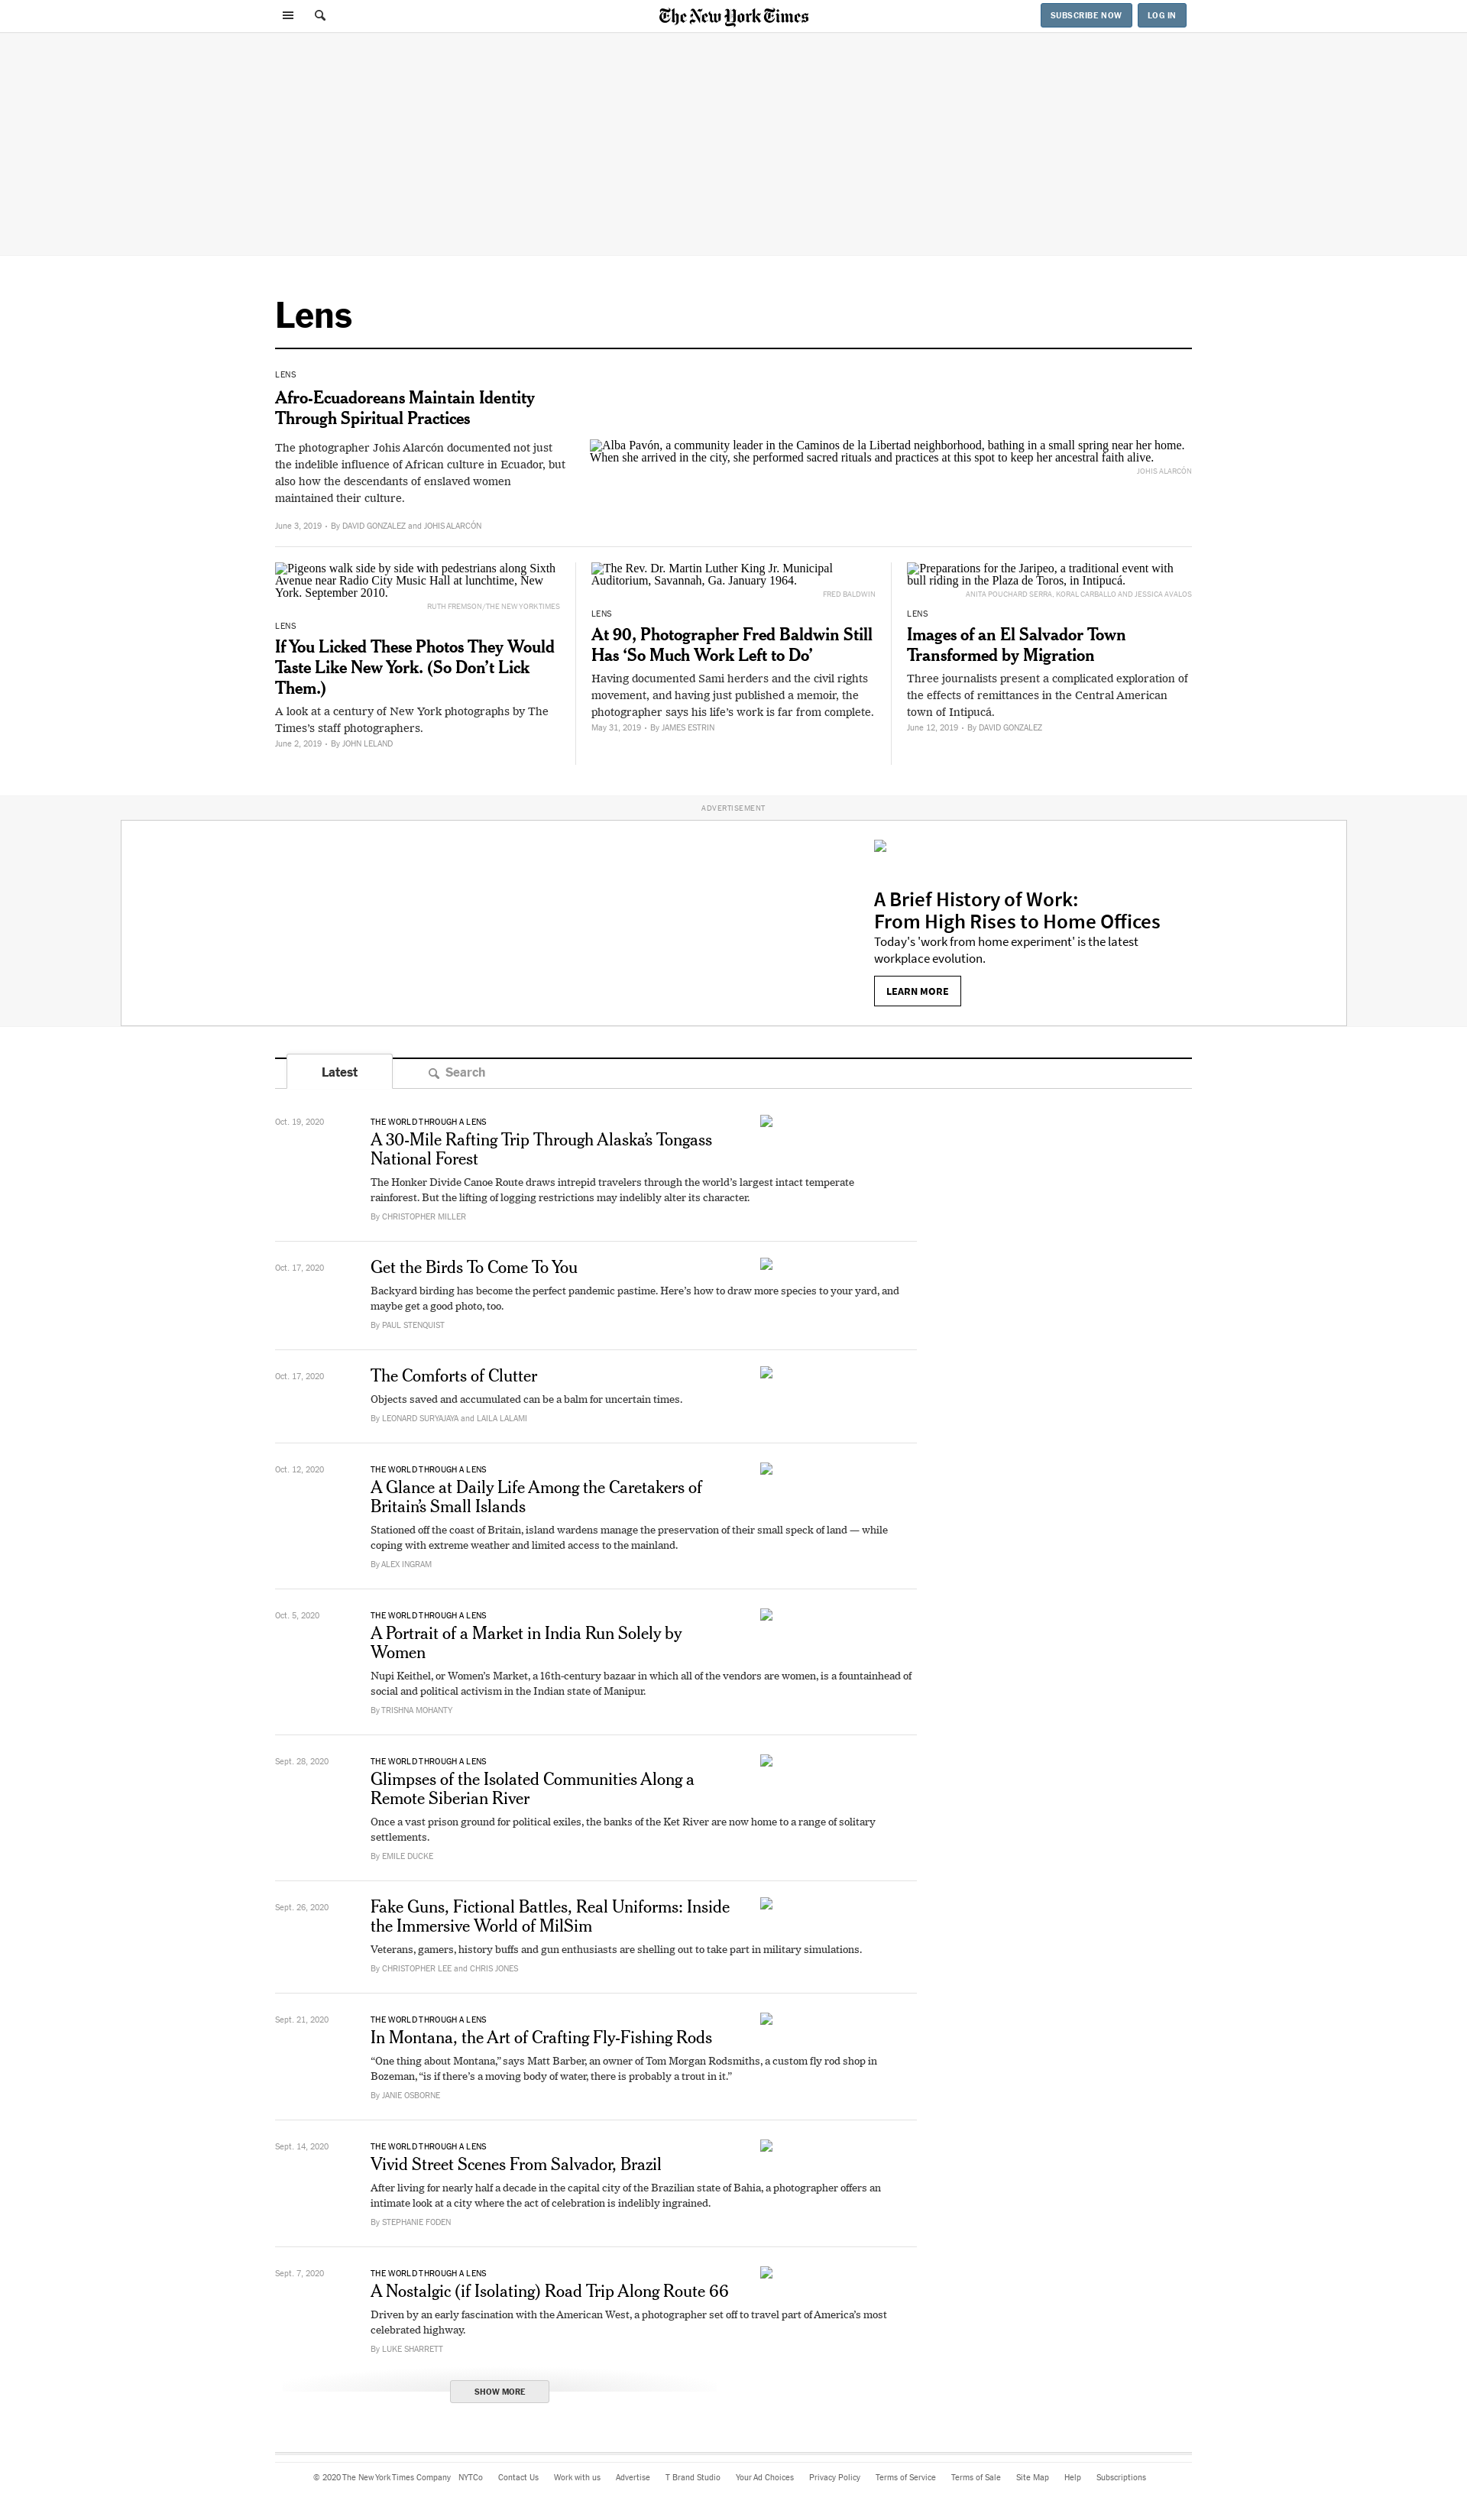 The New York Times
SUBSCRIBE NOW
LOG IN
Lens
LENS
Afro-Ecuadoreans Maintain Identity
Through Spiritual Practices
The photographer Johis Alarcón documented not just
the indelible influence of African culture in Ecuador, but
also how the descendants of enslaved women
maintained their culture.
June 3, 2019 • By DAVID GONZALEZ and JOHIS ALARCÓN
Alba Pavón, a community leader in the Caminos de la Libertad neighborhood, bathing in a small spring near her home.
When she arrived in the city, she performed sacred rituals and practices at this spot to keep her ancestral faith alive.
JOHIS ALARCÓN
Pigeons walk side by side with pedestrians along Sixth
Avenue near Radio City Music Hall at lunchtime, New
York. September 2010.
RUTH FREMSON/THE NEW YORK TIMES
LENS
If You Licked These Photos They Would
Taste Like New York. (So Don’t Lick
Them.)
A look at a century of New York photographs by The
Times’s staff photographers.
June 2, 2019 • By JOHN LELAND
The Rev. Dr. Martin Luther King Jr. Municipal
Auditorium, Savannah, Ga. January 1964.
FRED BALDWIN
LENS
At 90, Photographer Fred Baldwin Still
Has ‘So Much Work Left to Do’
Having documented Sami herders and the civil rights
movement, and having just published a memoir, the
photographer says his life’s work is far from complete.
May 31, 2019 • By JAMES ESTRIN
Preparations for the Jaripeo, a traditional event with
bull riding in the Plaza de Toros, in Intipucá.
ANITA POUCHARD SERRA, KORAL CARBALLO AND JESSICA AVALOS
LENS
Images of an El Salvador Town
Transformed by Migration
Three journalists present a complicated exploration of
the effects of remittances in the Central American
town of Intipucá.
June 12, 2019 • By DAVID GONZALEZ
ADVERTISEMENT
A Brief History of Work:
From High Rises to Home Offices
Today's 'work from home experiment' is the latest
workplace evolution.
LEARN MORE
Latest
Search
Oct. 19, 2020
THE WORLD THROUGH A LENS
A 30-Mile Rafting Trip Through Alaska’s Tongass
National Forest
The Honker Divide Canoe Route draws intrepid travelers through the world’s largest intact temperate
rainforest. But the lifting of logging restrictions may indelibly alter its character.
By CHRISTOPHER MILLER
Oct. 17, 2020
Get the Birds To Come To You
Backyard birding has become the perfect pandemic pastime. Here’s how to draw more species to your yard, and
maybe get a good photo, too.
By PAUL STENQUIST
Oct. 17, 2020
The Comforts of Clutter
Objects saved and accumulated can be a balm for uncertain times.
By LEONARD SURYAJAYA and LAILA LALAMI
Oct. 12, 2020
THE WORLD THROUGH A LENS
A Glance at Daily Life Among the Caretakers of
Britain’s Small Islands
Stationed off the coast of Britain, island wardens manage the preservation of their small speck of land — while
coping with extreme weather and limited access to the mainland.
By ALEX INGRAM
Oct. 5, 2020
THE WORLD THROUGH A LENS
A Portrait of a Market in India Run Solely by
Women
Nupi Keithel, or Women’s Market, a 16th-century bazaar in which all of the vendors are women, is a fountainhead of
social and political activism in the Indian state of Manipur.
By TRISHNA MOHANTY
Sept. 28, 2020
THE WORLD THROUGH A LENS
Glimpses of the Isolated Communities Along a
Remote Siberian River
Once a vast prison ground for political exiles, the banks of the Ket River are now home to a range of solitary
settlements.
By EMILE DUCKE
Sept. 26, 2020
Fake Guns, Fictional Battles, Real Uniforms: Inside
the Immersive World of MilSim
Veterans, gamers, history buffs and gun enthusiasts are shelling out to take part in military simulations.
By CHRISTOPHER LEE and CHRIS JONES
Sept. 21, 2020
THE WORLD THROUGH A LENS
In Montana, the Art of Crafting Fly-Fishing Rods
“One thing about Montana,” says Matt Barber, an owner of Tom Morgan Rodsmiths, a custom fly rod shop in
Bozeman, “is if there’s a moving body of water, there is probably a trout in it.”
By JANIE OSBORNE
Sept. 14, 2020
THE WORLD THROUGH A LENS
Vivid Street Scenes From Salvador, Brazil
After living for nearly half a decade in the capital city of the Brazilian state of Bahia, a photographer offers an
intimate look at a city where the act of celebration is indelibly ingrained.
By STEPHANIE FODEN
Sept. 7, 2020
THE WORLD THROUGH A LENS
A Nostalgic (if Isolating) Road Trip Along Route 66
Driven by an early fascination with the American West, a photographer set off to travel part of America’s most
celebrated highway.
By LUKE SHARRETT
SHOW MORE
© 2020 The New York Times Company NYTCo Contact Us Work with us Advertise T Brand Studio Your Ad Choices Privacy Policy Terms of Service Terms of Sale Site Map Help Subscriptions